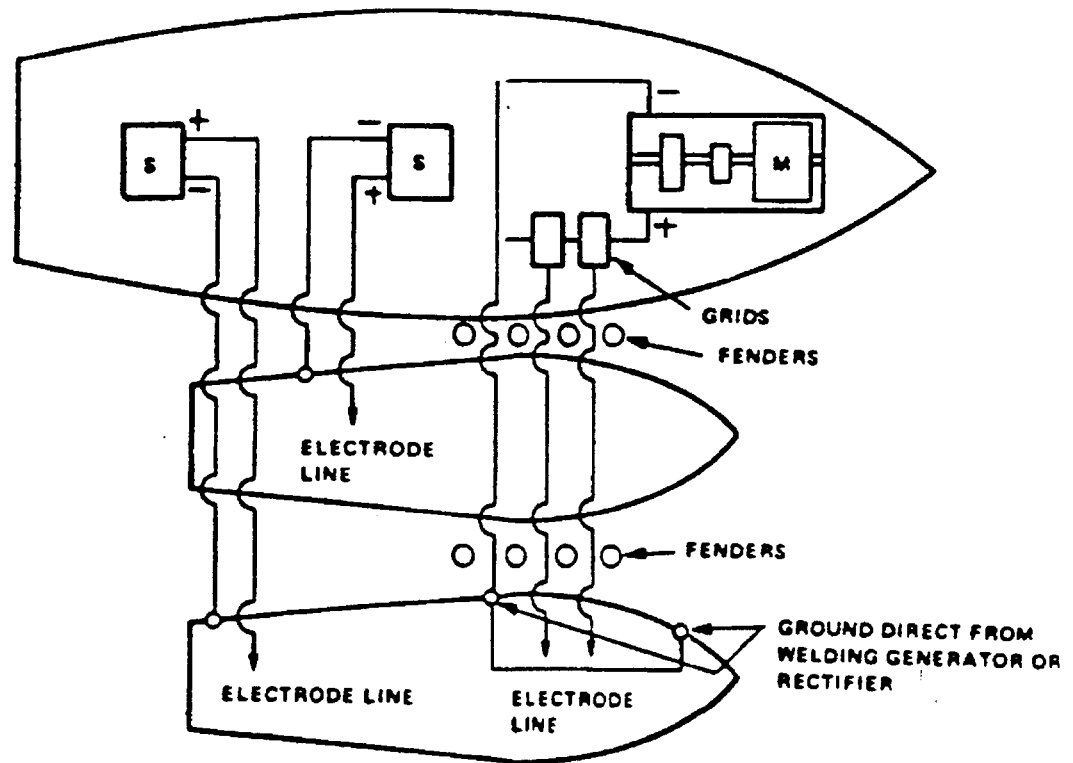 +
−
−
+
S
S
−
M
+
GRIDS
FENDERS
ELECTRODE
LINE
FENDERS
GROUND DIRECT FROM
WELDING GENERATOR OR
RECTIFIER
ELECTRODE LINE
ELECTRODE
LINE